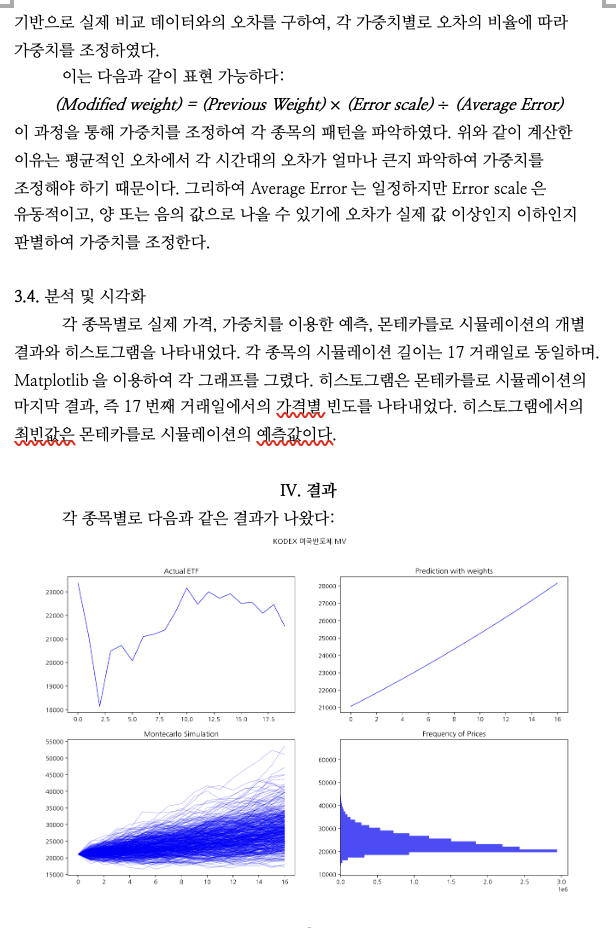 기반으로 실제 비교 데이터와의 오차를 구하여, 각 가중치별로 오차의 비율에 따라
가중치를 조정하였다.
이는 다음과 같이 표현 가능하다:
(Modified weight) = (Previous Weight) × (Error scale) ÷ (Average Error)
이 과정을 통해 가중치를 조정하여 각 종목의 패턴을 파악하였다. 위와 같이 계산한
이유는 평균적인 오차에서 각 시간대의 오차가 얼마나 큰지 파악하여 가중치를
조정해야 하기 때문이다. 그리하여 Average Error 는 일정하지만 Error scale 은
유동적이고, 양 또는 음의 값으로 나올 수 있기에 오차가 실제 값 이상인지 이하인지
판별하여 가중치를 조정한다.
3.4. 분석 및 시각화
각 종목별로 실제 가격, 가중치를 이용한 예측, 몬테카를로 시뮬레이션의 개별
결과와 히스토그램을 나타내었다. 각 종목의 시뮬레이션 길이는 17 거래일로 동일하며.
Matplotlib 을 이용하여 각 그래프를 그렸다. 히스토그램은 몬테카를로 시뮬레이션의
마지막 결과, 즉 17 번째 거래일에서의 가격별 빈도를 나타내었다. 히스토그램에서의
최빈값은 몬테카를로 시뮬레이션의 예측값이다.
IV. 결과
각 종목별로 다음과 같은 결과가 나왔다:
KODEX 미국반도체 MV
Actual ETF
23000
22000
21000
20000
19000
18000
0.0 2.5 5.0 7.5 10.0 12.5 15.0 17.5
Prediction with weights
28000
27000
26000
25000
24000
23000
22000
21000
0 2 4 6 8 10 12 14 16
Montecarlo Simulation
55000
50000
45000
40000
35000
30000
25000
20000
15000
0 2 4 6 8 10 12 14 16
Frequency of Prices
60000
50000
40000
30000
20000
10000
0.0 0.5 1.0 1.5 2.0 2.5 3.0
1e6